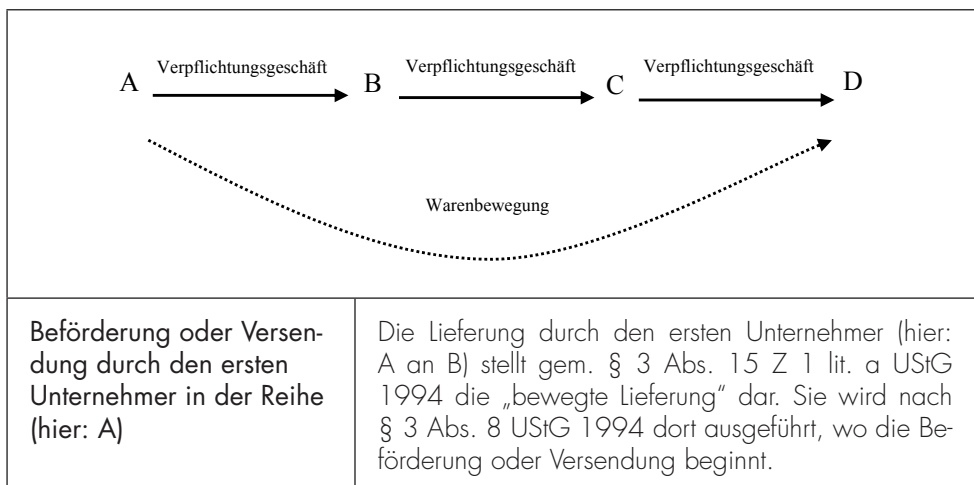 Verpflichtungsgeschäft Verpflichtungsgeschäft Verpflichtungsgeschäft
A B C D
Warenbewegung
Beförderung oder Versen-
dung durch den ersten
Unternehmer in der Reihe
(hier: A)
Die Lieferung durch den ersten Unternehmer (hier:
A an B) stellt gem. § 3 Abs. 15 Z 1 lit. a UStG
1994 die „bewegte Lieferung“ dar. Sie wird nach
§ 3 Abs. 8 UStG 1994 dort ausgeführt, wo die Be-
förderung oder Versendung beginnt.